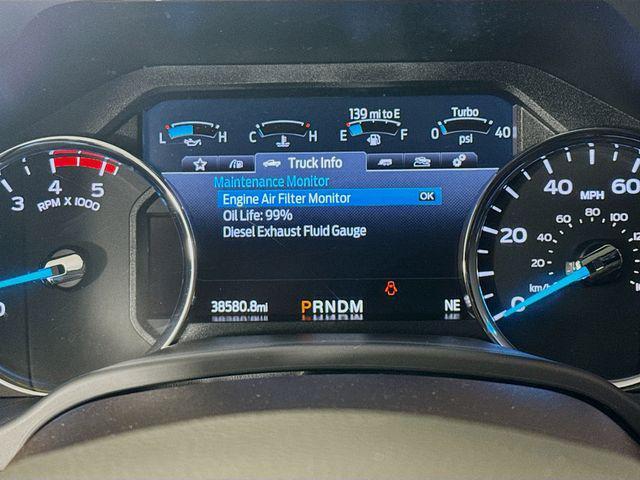 139 mi to E
Turbo
L H C H E F 0 40
psi
Truck Info
Maintenance Monitor
Engine Air Filter Monitor OK
Oil Life: 99%
Diesel Exhaust Fluid Gauge
38580.8mi PRNDM NE
3 4 5
RPM X 1000
0
0 20 40 60
MPH
20 40 60 80 100
km/h